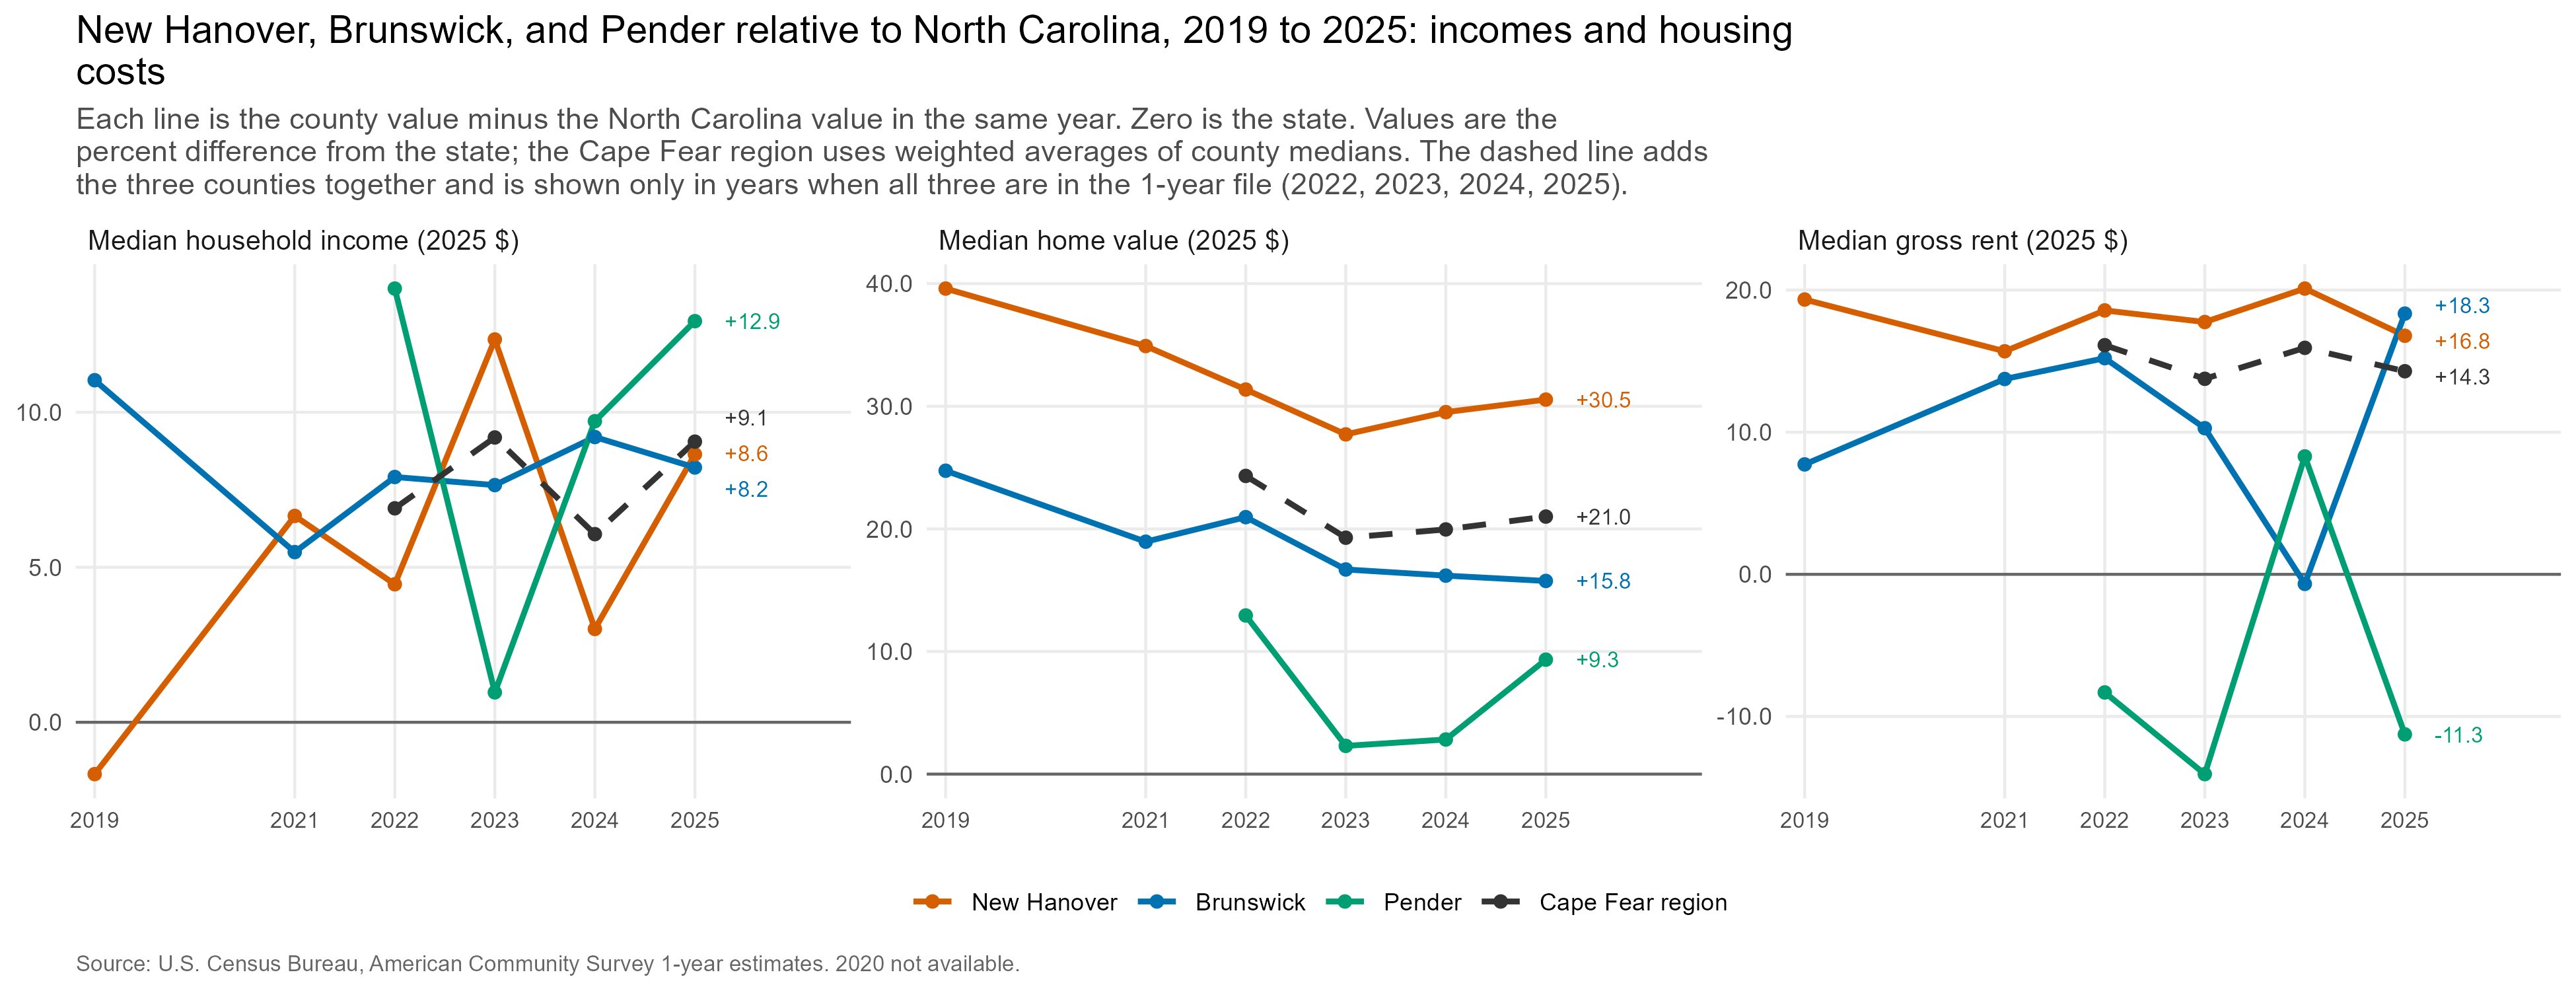 New Hanover, Brunswick, and Pender relative to North Carolina, 2019 to 2025: incomes and housing
costs
Each line is the county value minus the North Carolina value in the same year. Zero is the state. Values are the
percent difference from the state; the Cape Fear region uses weighted averages of county medians. The dashed line adds
the three counties together and is shown only in years when all three are in the 1-year file (2022, 2023, 2024, 2025).
Median household income (2025 $)
10.0
5.0
0.0
+12.9
+9.1
+8.6
+8.2
2019 2021 2022 2023 2024 2025
Median home value (2025 $)
40.0
30.0
20.0
10.0
0.0
+30.5
+21.0
+15.8
+9.3
2019 2021 2022 2023 2024 2025
Median gross rent (2025 $)
20.0
10.0
0.0
-10.0
+18.3
+16.8
+14.3
-11.3
2019 2021 2022 2023 2024 2025
New Hanover Brunswick Pender Cape Fear region
Source: U.S. Census Bureau, American Community Survey 1-year estimates. 2020 not available.